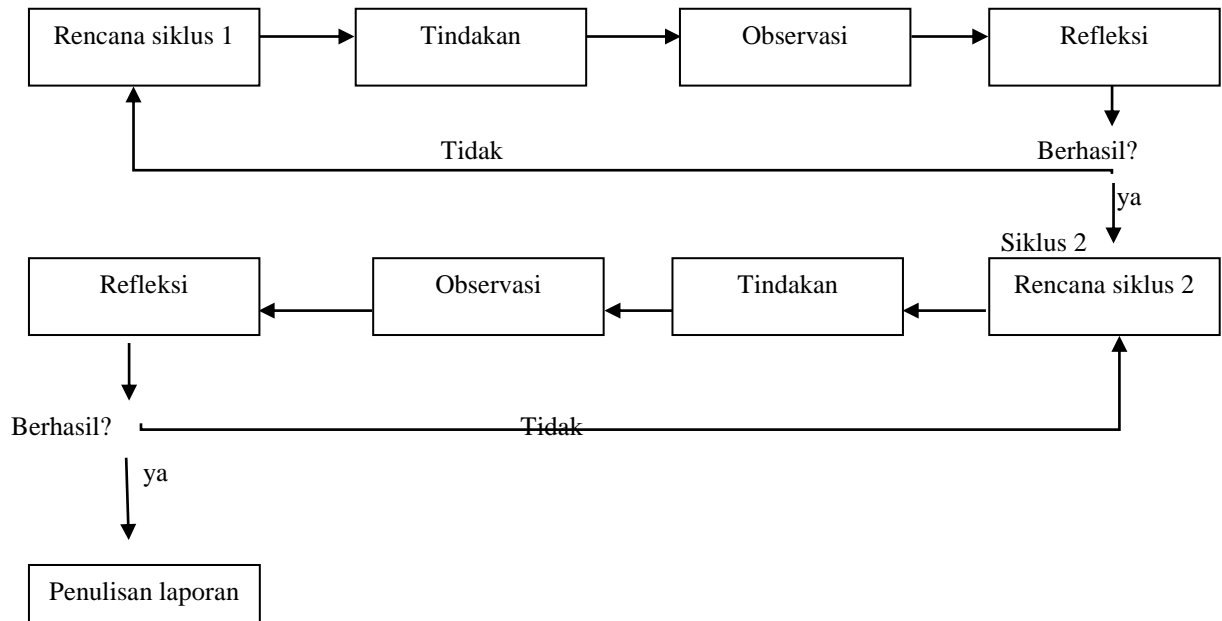 Rencana siklus 1
Tindakan
Observasi
Refleksi
Tidak
Berhasil?
ya
Siklus 2
Refleksi
Observasi
Tindakan
Rencana siklus 2
Berhasil?
Tidak
ya
Penulisan laporan